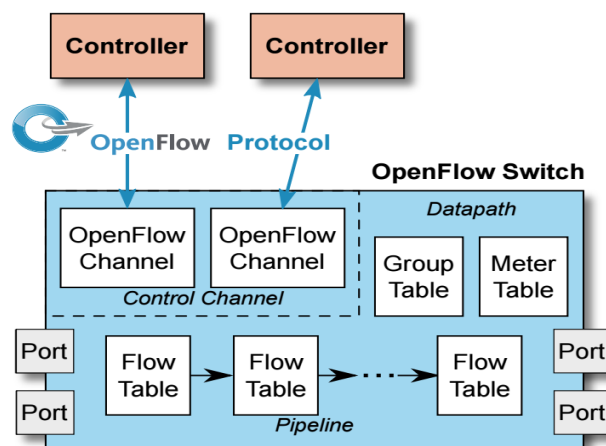 Controller
Controller
OpenFlow Protocol
OpenFlow Switch
Datapath
OpenFlow
Channel
OpenFlow
Channel
Control Channel
Group
Table
Meter
Table
Port
Port
Flow
Table
Flow
Table
Flow
Table
Pipeline
Port
Port